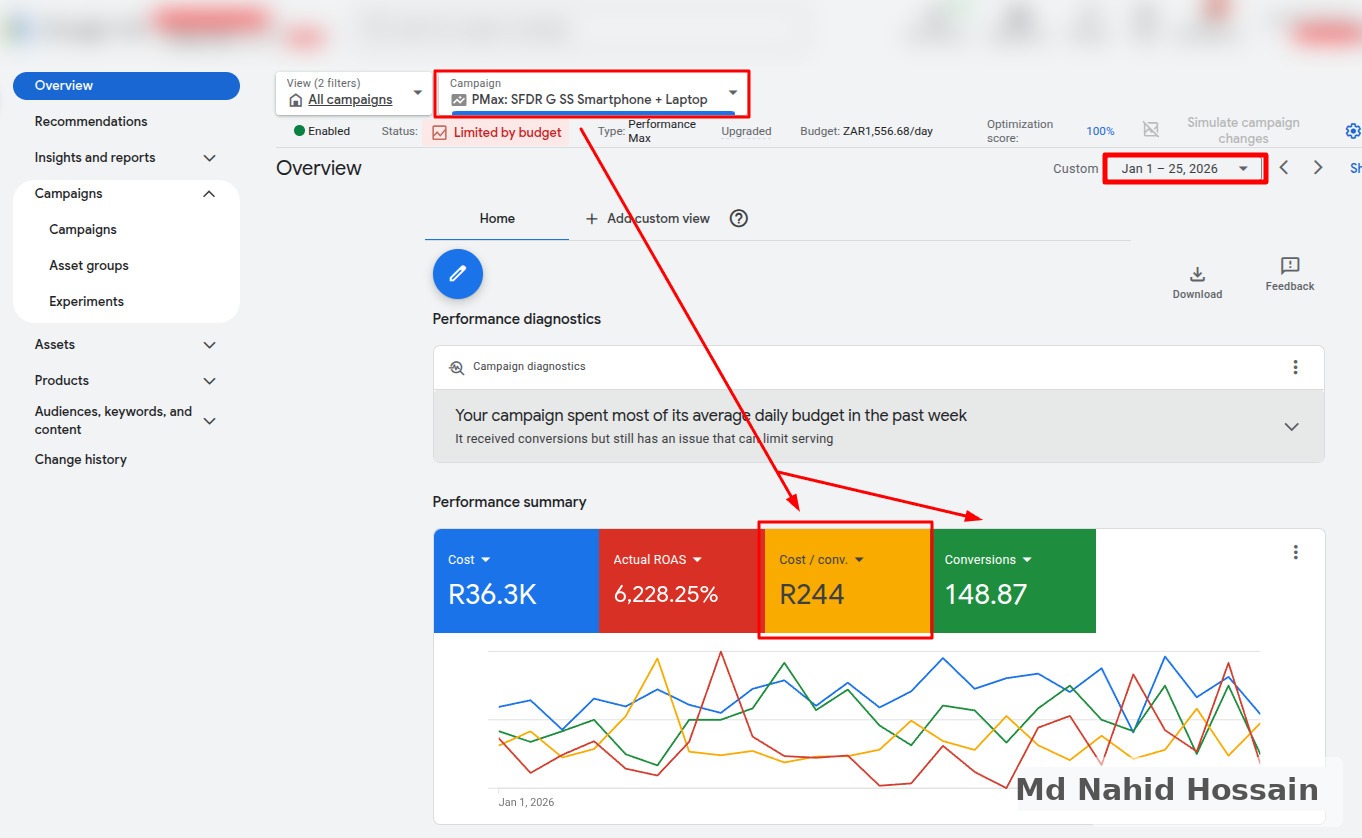 Overview
Recommendations
Insights and reports
Campaigns
Campaigns
Asset groups
Experiments
Assets
Products
Audiences, keywords, and
content
Change history
View (2 filters)
All campaigns
Campaign
PMax: SFDR G SS Smartphone + Laptop
Enabled
Status:
Limited by budget
Type:
Performance
Max
Upgraded
Budget: ZAR1,556.68/day
Optimization
score:
100%
Simulate campaign
changes
Overview
Custom
Jan 1 – 25, 2026
Sh
Home
+ Add custom view
Download
Feedback
Performance diagnostics
Campaign diagnostics
Your campaign spent most of its average daily budget in the past week
It received conversions but still has an issue that can limit serving
Performance summary
Cost
R36.3K
Actual ROAS
6,228.25%
Cost / conv.
R244
Conversions
148.87
Jan 1, 2026
Md Nahid Hossain